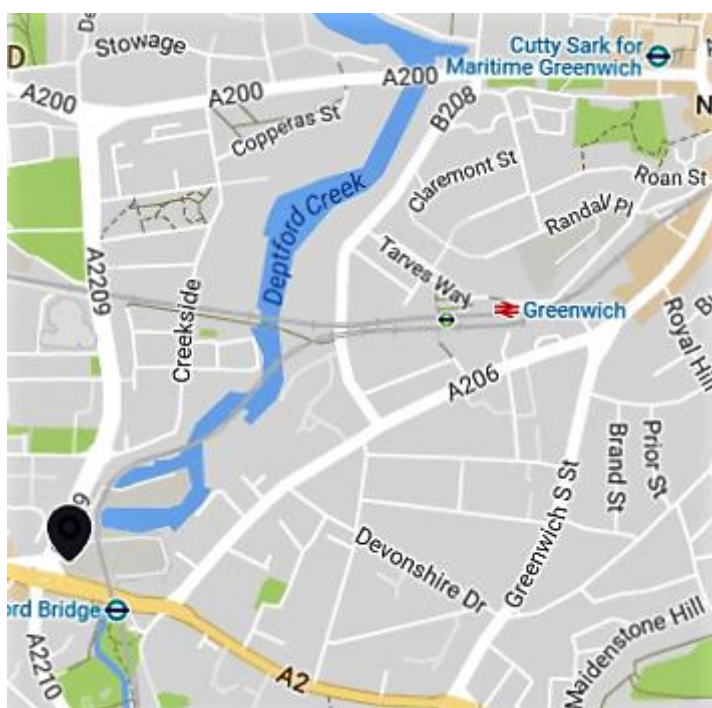 Stowage
D
A200
A200
A200
Cutty Sark for
Maritime Greenwich
Copperas St
B208
N
Claremont St
Roan St
Randall Pl
Deptford Creek
Tarves Way
A2209
Creekside
Greenwich
Royal Hill
A206
Prior St
Brand St
Greenwich S St
Devonshire Dr
ord Bridge
A2210
A2
Maidenstone Hill